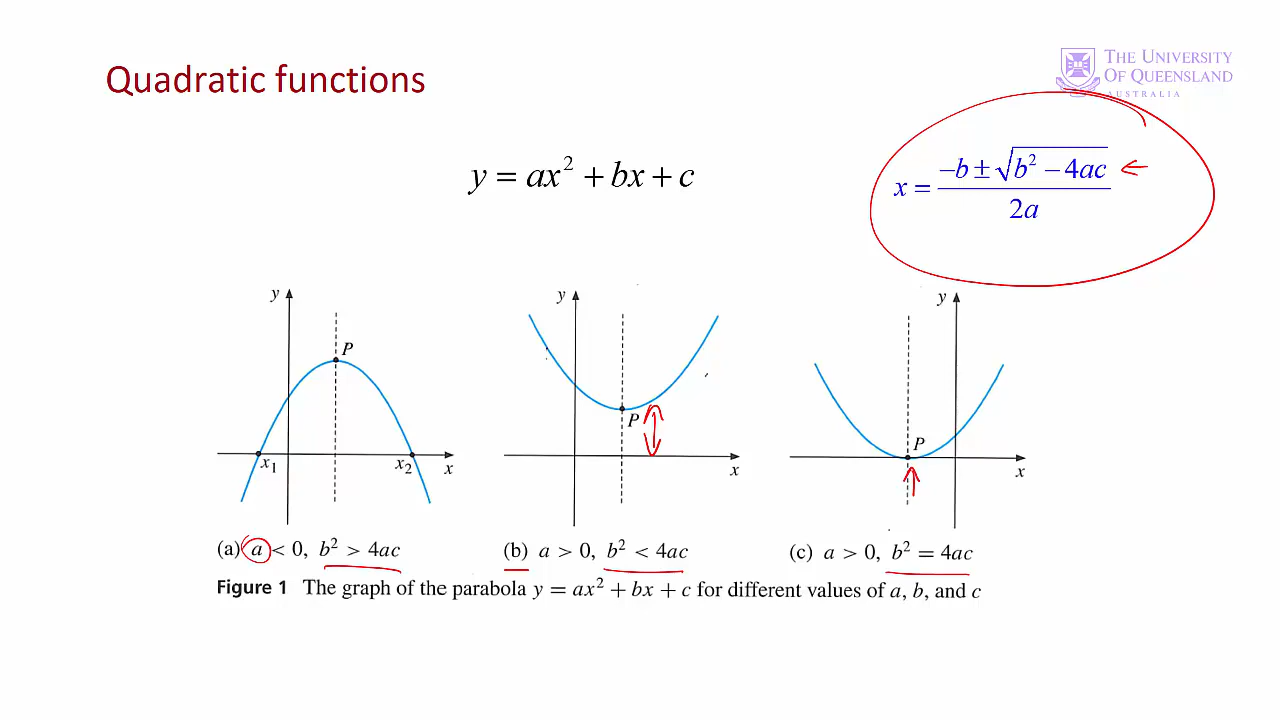 Quadratic functions
THE UNIVERSITY
OF QUEENSLAND
AUSTRALIA
y = ax² + bx + c
x = (−b ± √(b² − 4ac)) / 2a
y
P
x₁
x₂
x
y
P
x
y
P
x
(a) a < 0, b² > 4ac
(b) a > 0, b² < 4ac
(c) a > 0, b² = 4ac
Figure 1 The graph of the parabola y = ax² + bx + c for different values of a, b, and c